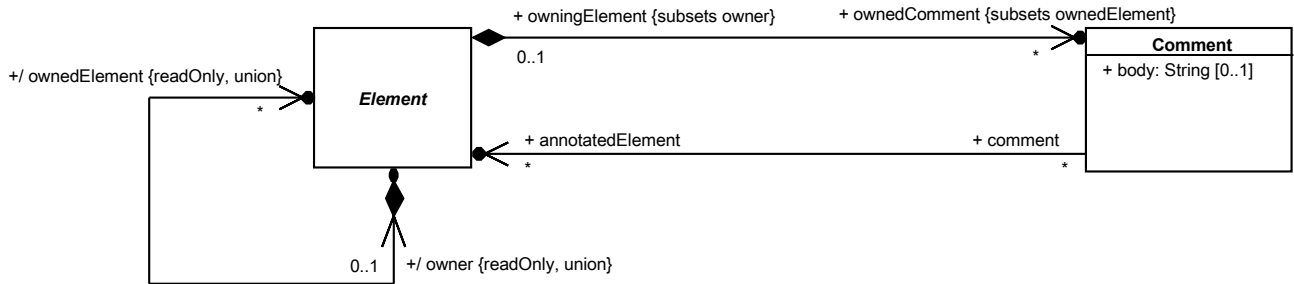 + owningElement {subsets owner}
+ ownedComment {subsets ownedElement}
0..1
*
Comment
+ body: String [0..1]
+/ ownedElement {readOnly, union}
*
Element
+ annotatedElement
+ comment
*
*
0..1
+/ owner {readOnly, union}